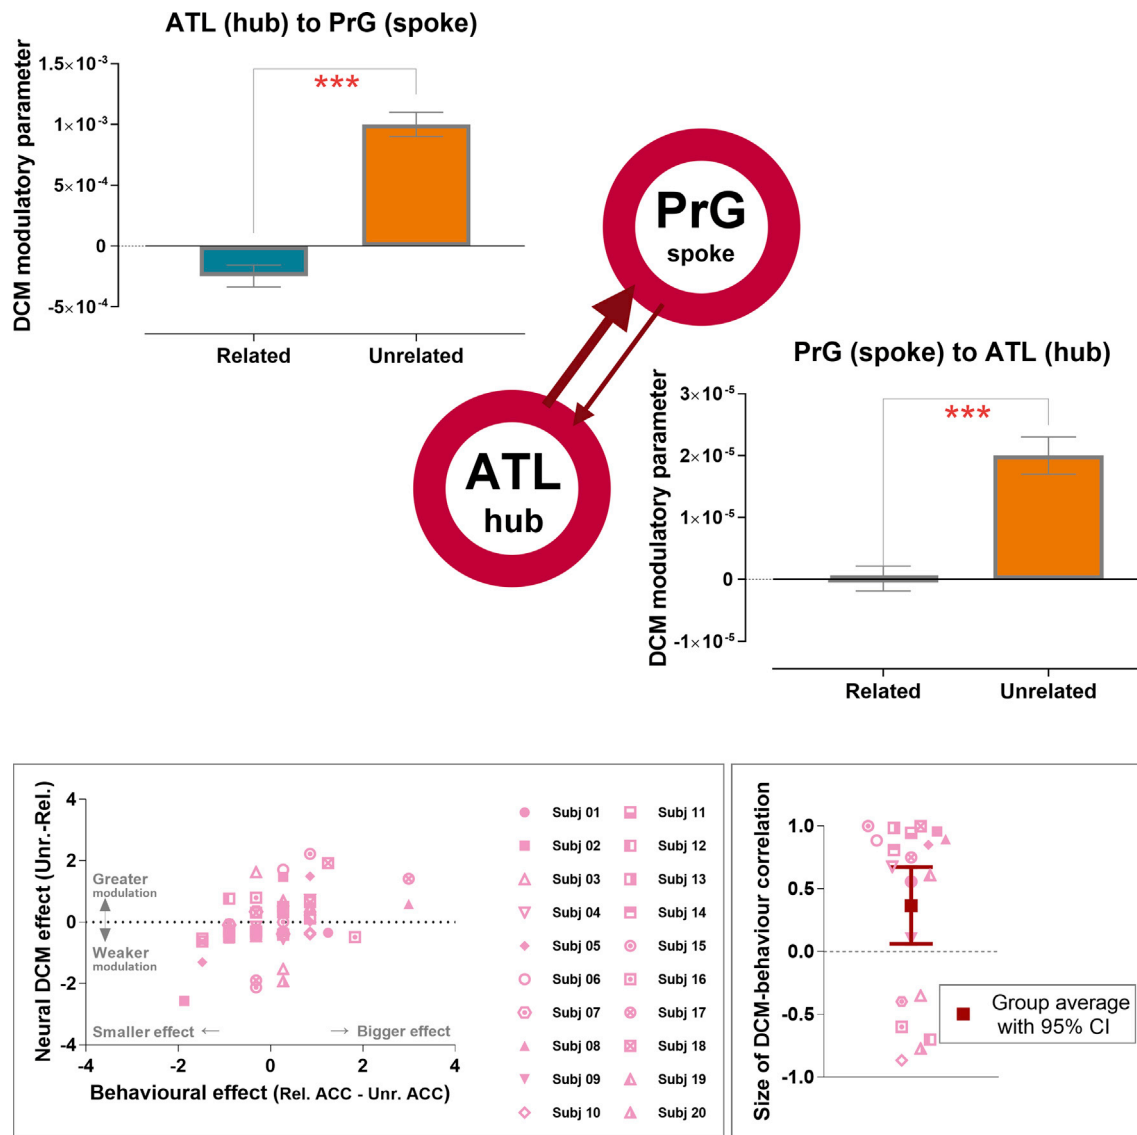 ATL (hub) to PrG (spoke)
DCM modulatory parameter
1.5×10⁻³
1×10⁻³
5×10⁻⁴
0
-5×10⁻⁴
***
Related
Unrelated
PrG
spoke
ATL
hub
PrG (spoke) to ATL (hub)
DCM modulatory parameter
3×10⁻⁵
2×10⁻⁵
1×10⁻⁵
0
-1×10⁻⁵
***
Related
Unrelated
Neural DCM effect (Unr.-Rel.)
4
2
0
-2
-4
Greater
modulation
Weaker
modulation
Smaller effect ←
→ Bigger effect
-4
-2
0
2
4
Behavioural effect (Rel. ACC - Unr. ACC)
Subj 01
Subj 02
Subj 03
Subj 04
Subj 05
Subj 06
Subj 07
Subj 08
Subj 09
Subj 10
Subj 11
Subj 12
Subj 13
Subj 14
Subj 15
Subj 16
Subj 17
Subj 18
Subj 19
Subj 20
Size of DCM-behaviour correlation
1.0
0.5
0.0
-0.5
-1.0
Group average
with 95% CI